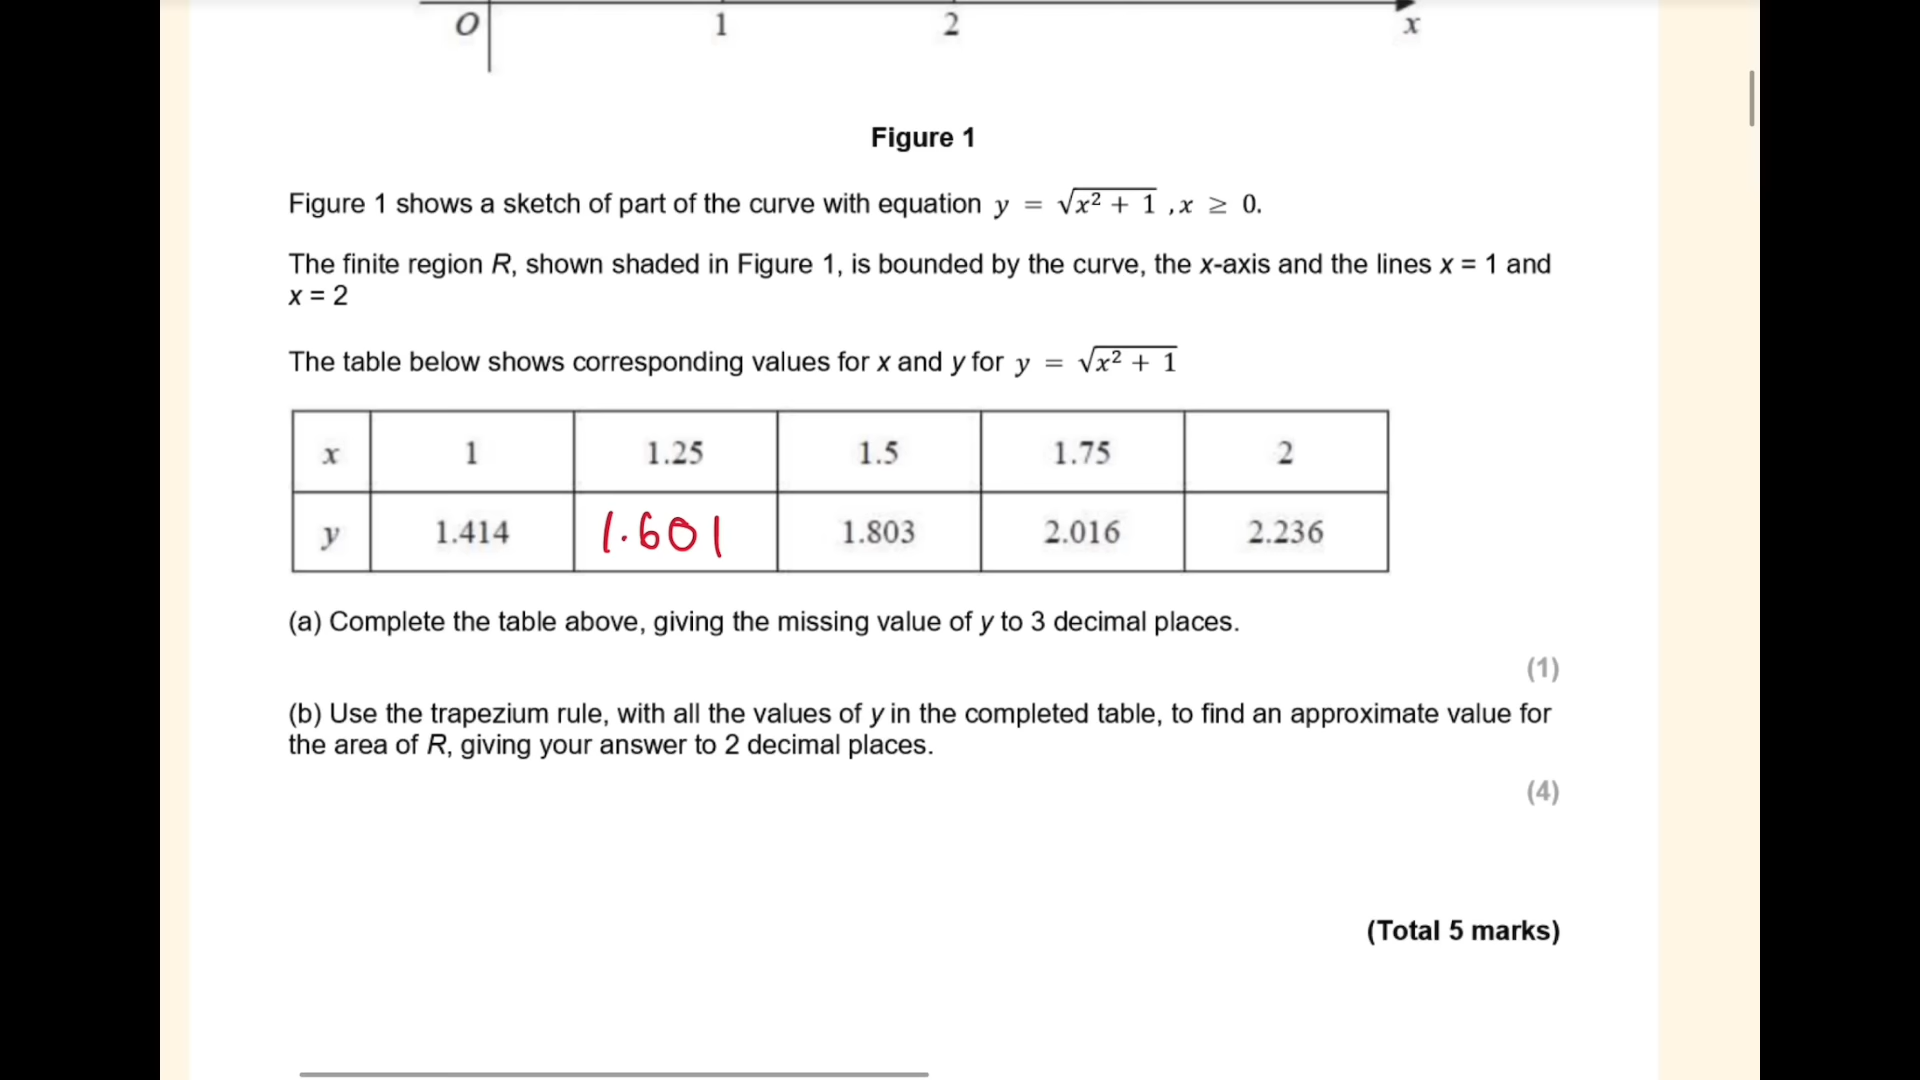 O 1 2 x
Figure 1
Figure 1 shows a sketch of part of the curve with equation y = √x² + 1 , x ≥ 0.
The finite region R, shown shaded in Figure 1, is bounded by the curve, the x-axis and the lines x = 1 and
x = 2
The table below shows corresponding values for x and y for y = √x² + 1
x 1 1.25 1.5 1.75 2
y 1.414 1.601 1.803 2.016 2.236
(a) Complete the table above, giving the missing value of y to 3 decimal places.
(1)
(b) Use the trapezium rule, with all the values of y in the completed table, to find an approximate value for
the area of R, giving your answer to 2 decimal places.
(4)
(Total 5 marks)